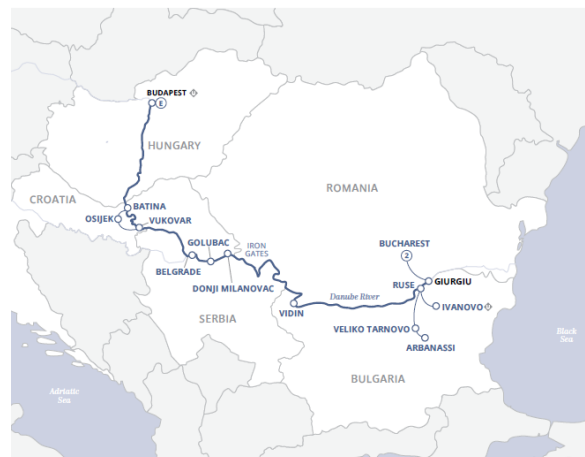 BUDAPEST
E
HUNGARY
CROATIA
ROMANIA
BATINA
OSIJEK
VUKOVAR
GOLUBAC
IRON
GATES
BELGRADE
DONJI MILANOVAC
BUCHAREST
2
GIURGIU
RUSE
Danube River
VIDIN
IVANOVO
SERBIA
VELIKO TARNOVO
ARBANASSI
BULGARIA
Black
Sea
Adriatic
Sea